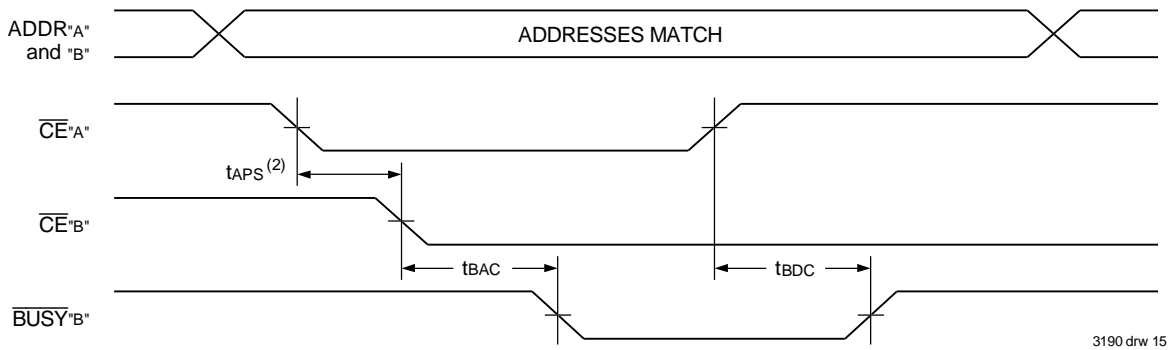 ADDR"A"
and "B"
ADDRESSES MATCH
CE"A"
tAPS (2)
CE"B"
tBAC
tBDC
BUSY"B"
3190 drw 15